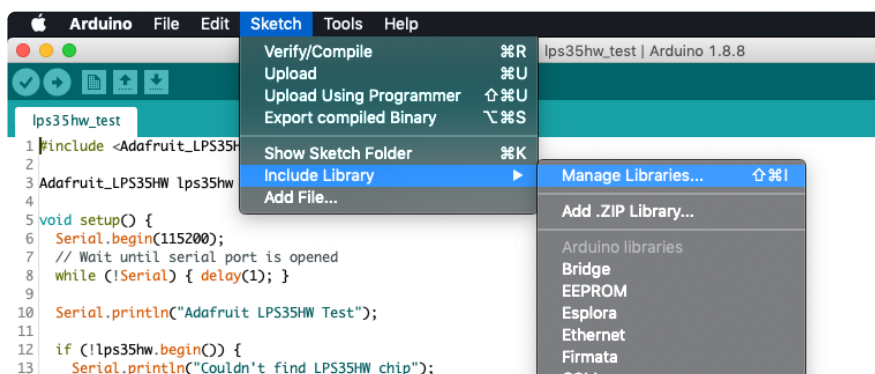 Arduino File Edit Sketch Tools Help
lps35hw_test | Arduino 1.8.8
Verify/Compile ⌘R
Upload ⌘U
Upload Using Programmer ⇧⌘U
Export compiled Binary ⌥⌘S
Show Sketch Folder ⌘K
Include Library ▶
Add File...
Manage Libraries... ⇧⌘I
Add .ZIP Library...
Arduino libraries
Bridge
EEPROM
Esplora
Ethernet
Firmata
lps35hw_test
1 #include <Adafruit_LPS35H
2
3 Adafruit_LPS35HW lps35hw
4
5 void setup() {
6 Serial.begin(115200);
7 // Wait until serial port is opened
8 while (!Serial) { delay(1); }
9
10 Serial.println("Adafruit LPS35HW Test");
11
12 if (!lps35hw.begin()) {
13 Serial.println("Couldn't find LPS35HW chip");